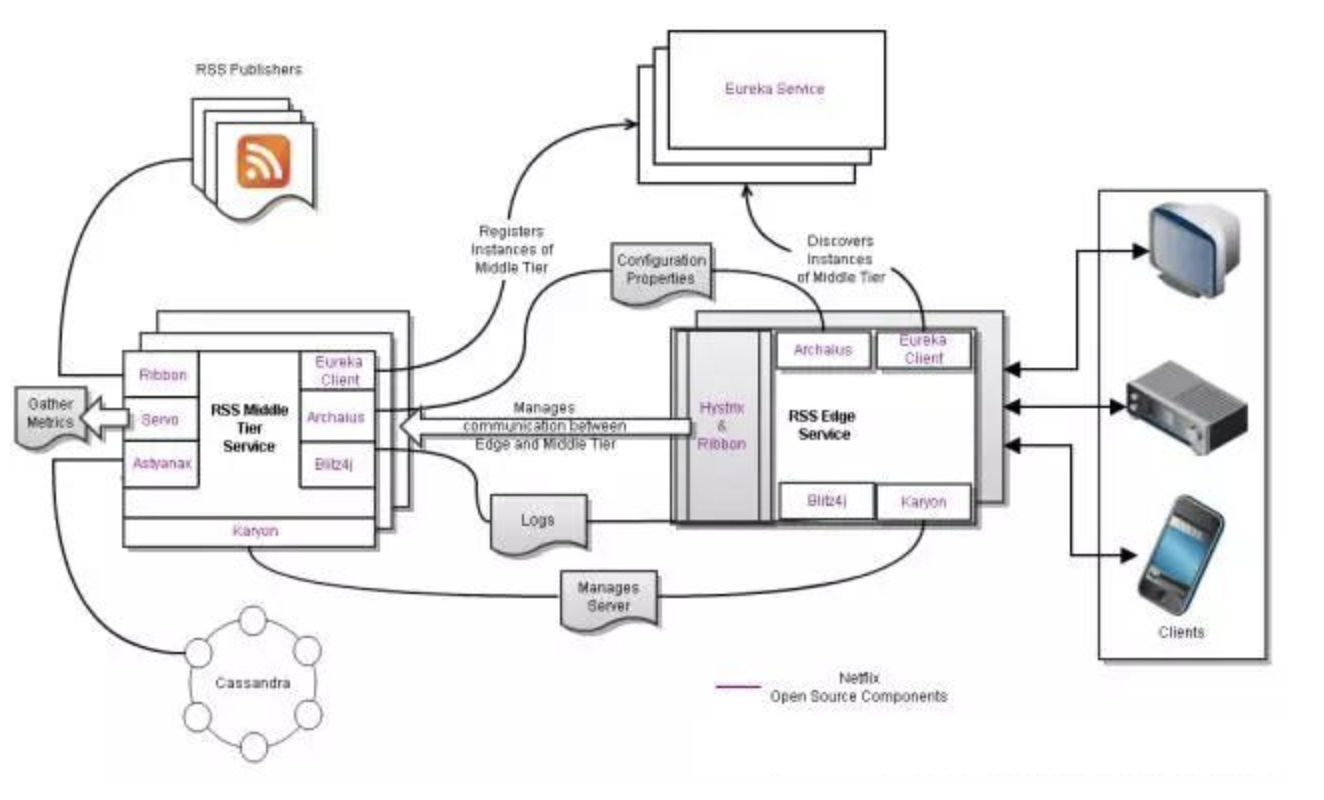 RSS Publishers
Eureka Service
Registers
Instances of
Middle Tier
Configuration
Properties
Discovers
Instances
of Middle Tier
Ribbon
Servo
Astyanax
RSS Middle
Tier
Service
Eureka
Client
Archaius
Blitz4j
Karyon
Gather
Metrics
Manages
communication between
Edge and Middle Tier
Hystrix
&
Ribbon
Archaius
Eureka
Client
RSS Edge
Service
Blitz4j
Karyon
Logs
Manages
Server
Clients
Cassandra
Netflix
Open Source Components